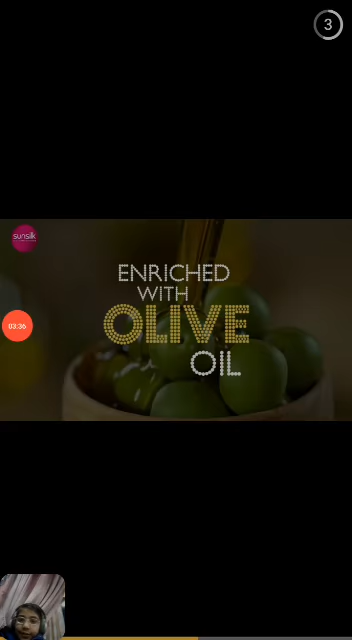 3
sunsilk
ENRICHED
WITH
OLIVE
OIL
03:36